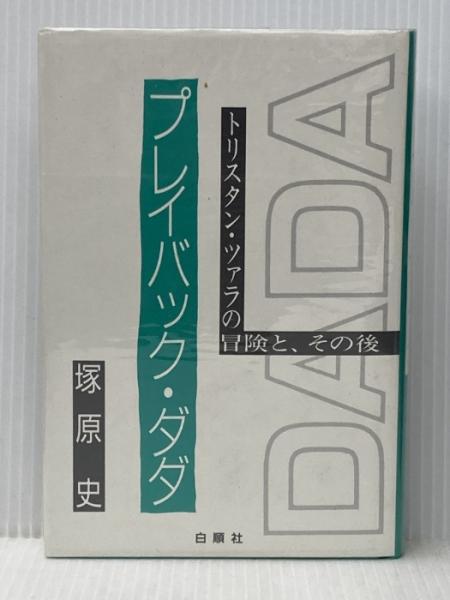 DADA
トリスタン・ツァラの
冒険と、その後
プレイバック・ダダ
塚原史
白順社